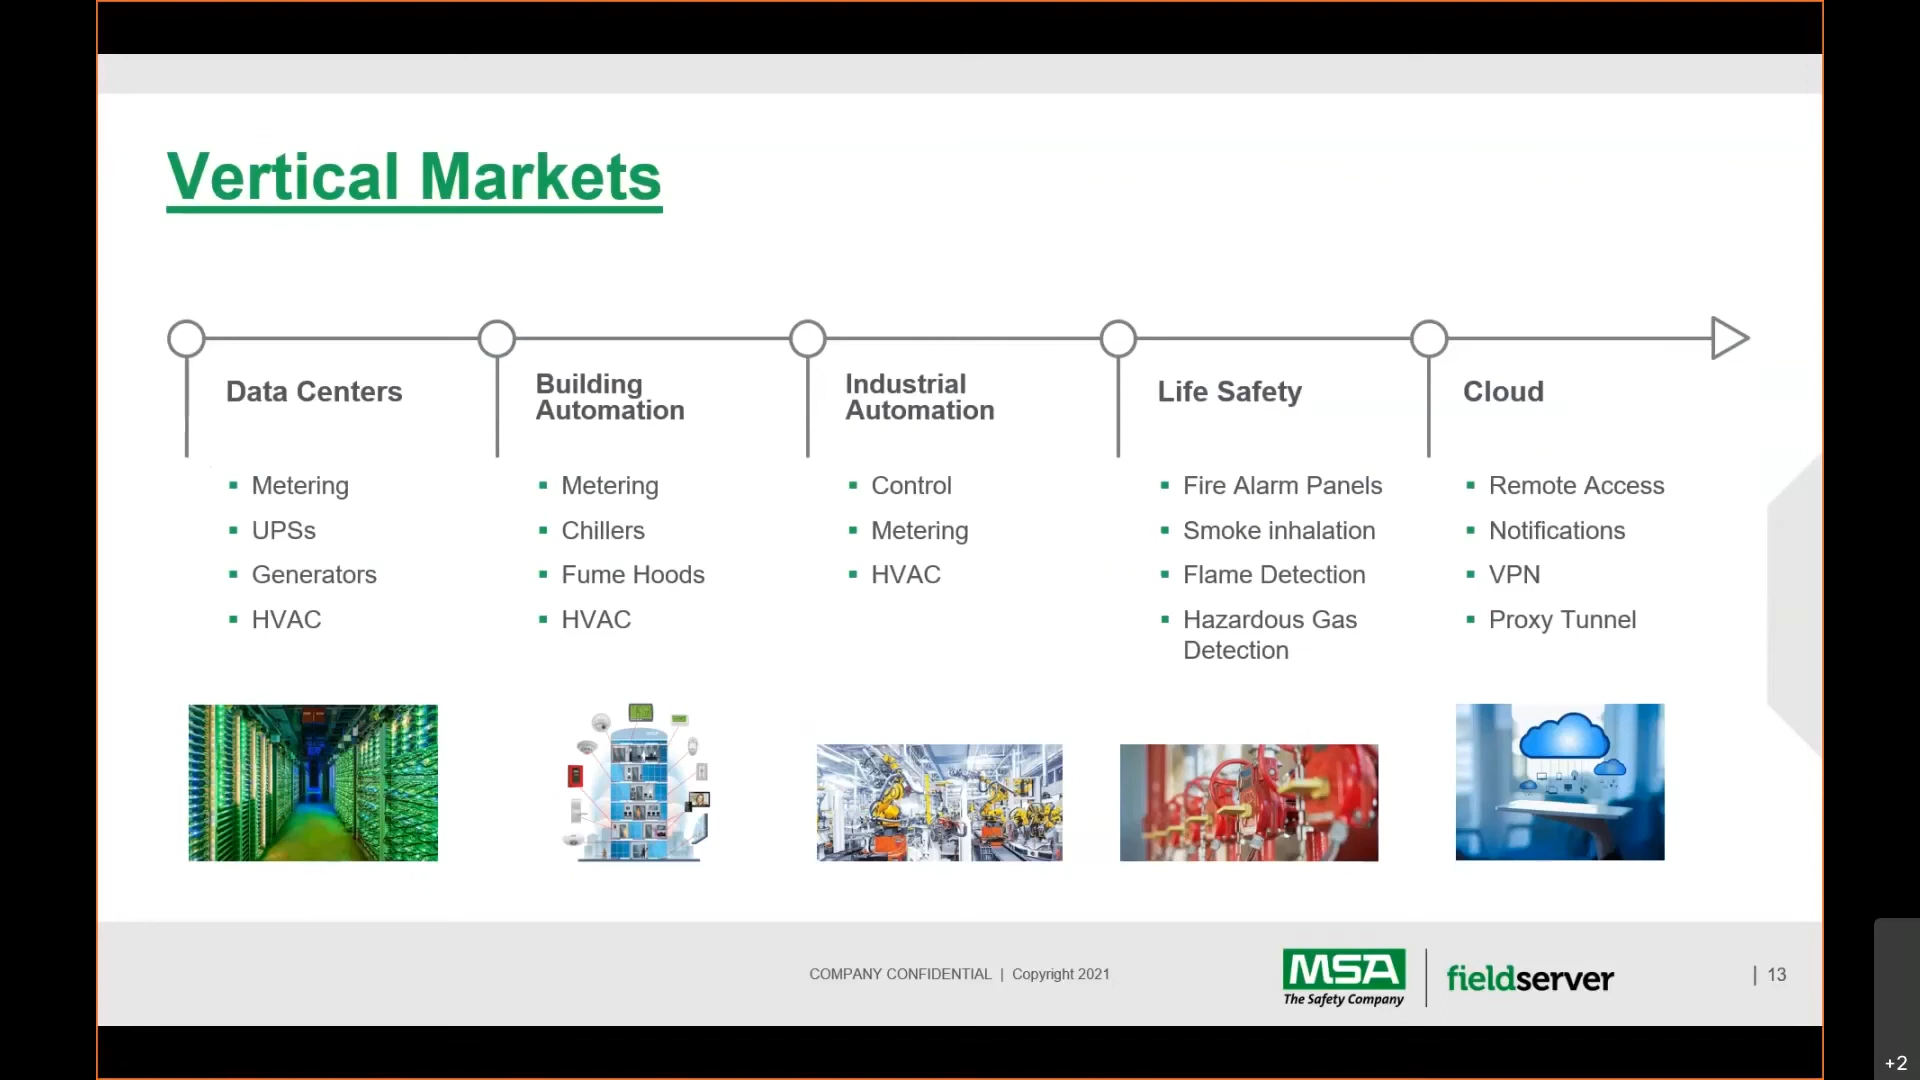 Vertical Markets
Data Centers
Metering
UPSs
Generators
HVAC
Building
Automation
Metering
Chillers
Fume Hoods
HVAC
Industrial
Automation
Control
Metering
HVAC
Life Safety
Fire Alarm Panels
Smoke inhalation
Flame Detection
Hazardous Gas
Detection
Cloud
Remote Access
Notifications
VPN
Proxy Tunnel
COMPANY CONFIDENTIAL | Copyright 2021
MSA
The Safety Company
fieldserver
| 13
+2